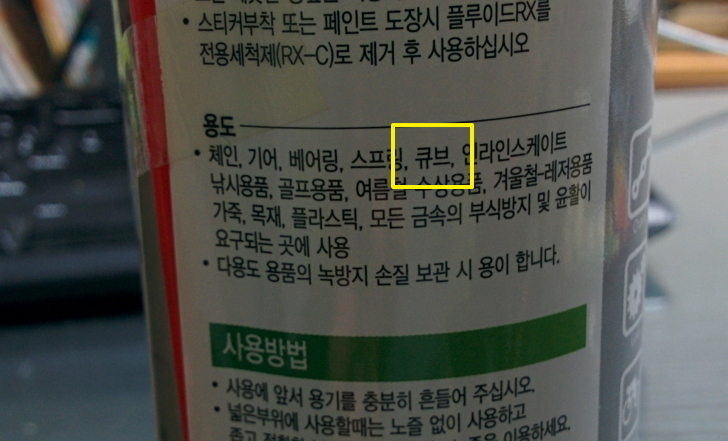 • 스티커부착 또는 페인트 도장시 플루이드RX를
전용세척제(RX-C)로 제거 후 사용하십시오
용도
• 체인, 기어, 베어링, 스프링, 큐브, 인라인스케이트
낚시용품, 골프용품, 여름철 수상용품, 겨울철-레저용품
가죽, 목재, 플라스틱, 모든 금속의 부식방지 및 윤활이
요구되는 곳에 사용
• 다용도 용품의 녹방지 손질 보관 시 용이 합니다.
사용방법
• 사용에 앞서 용기를 충분히 흔들어 주십시오.
• 넓은부위에 사용할때는 노즐 없이 사용하고